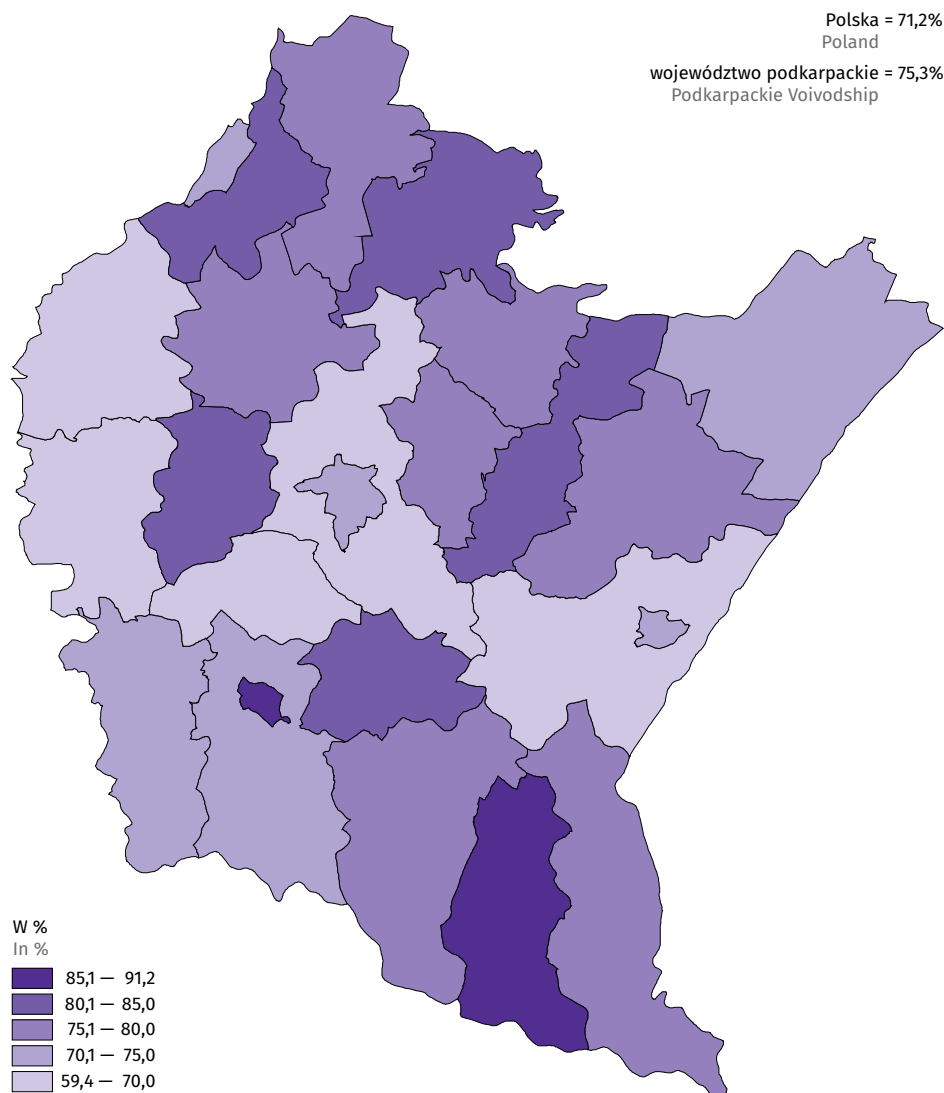 Polska = 71,2%
Poland
województwo podkarpackie = 75,3%
Podkarpackie Voivodship
W %
In %
85,1 — 91,2
80,1 — 85,0
75,1 — 80,0
70,1 — 75,0
59,4 — 70,0